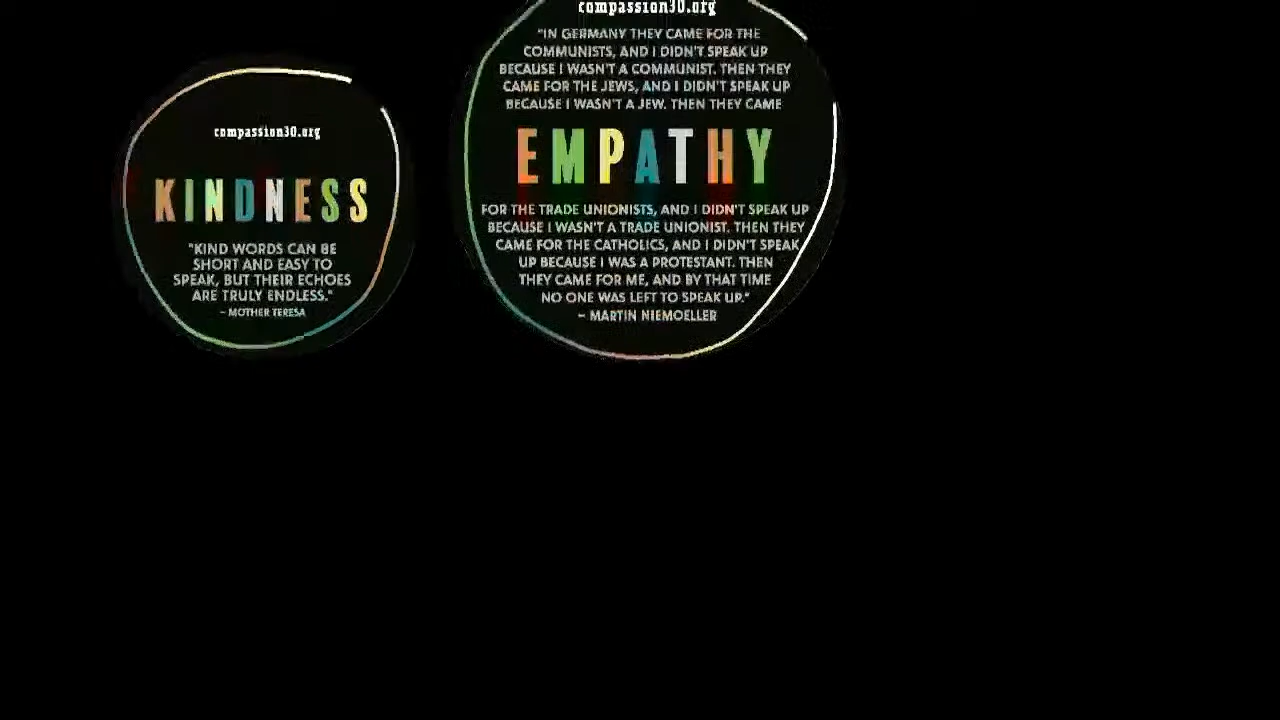 compassion30.org
KINDNESS
"KIND WORDS CAN BE
SHORT AND EASY TO
SPEAK, BUT THEIR ECHOES
ARE TRULY ENDLESS."
– MOTHER TERESA
compassion30.org
"IN GERMANY THEY CAME FOR THE
COMMUNISTS, AND I DIDN'T SPEAK UP
BECAUSE I WASN'T A COMMUNIST. THEN THEY
CAME FOR THE JEWS, AND I DIDN'T SPEAK UP
BECAUSE I WASN'T A JEW. THEN THEY CAME
EMPATHY
FOR THE TRADE UNIONISTS, AND I DIDN'T SPEAK UP
BECAUSE I WASN'T A TRADE UNIONIST. THEN THEY
CAME FOR THE CATHOLICS, AND I DIDN'T SPEAK
UP BECAUSE I WAS A PROTESTANT. THEN
THEY CAME FOR ME, AND BY THAT TIME
NO ONE WAS LEFT TO SPEAK UP."
– MARTIN NIEMOELLER